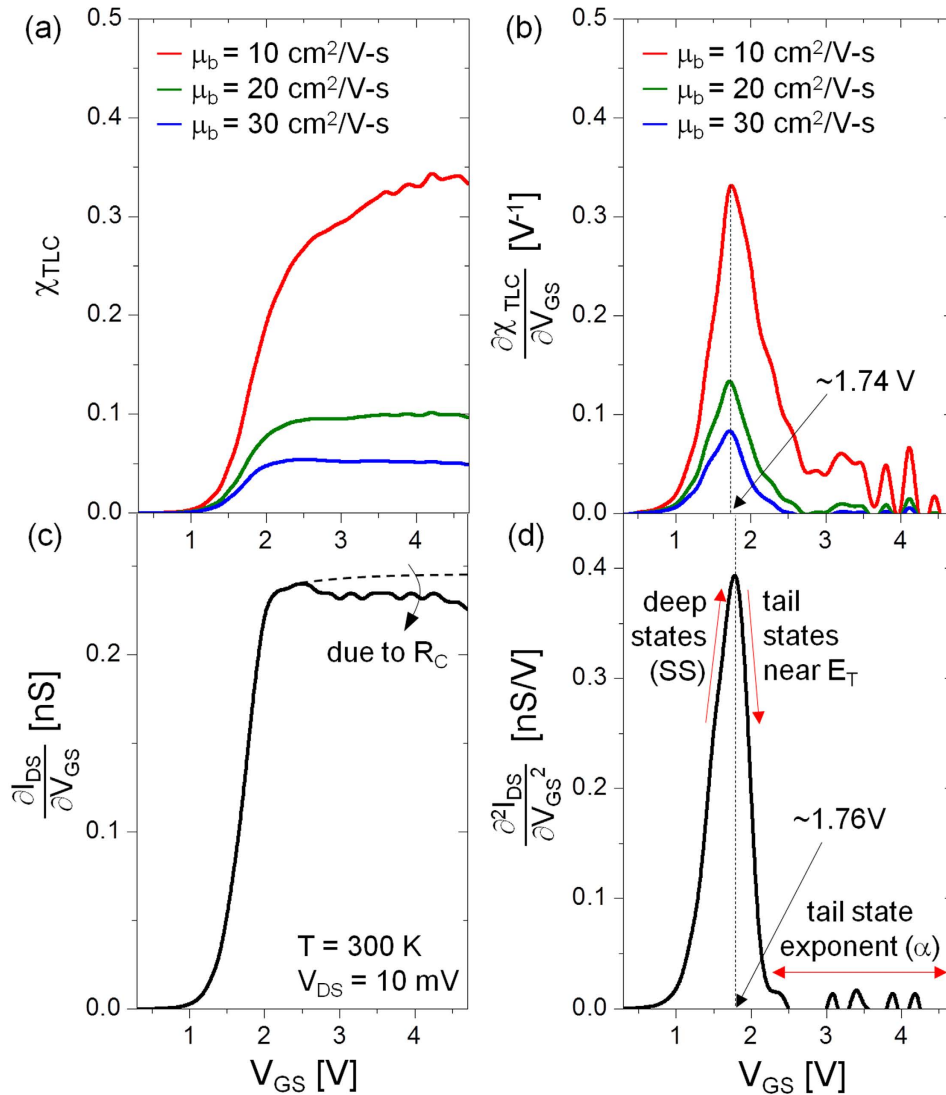 (a)
μb = 10 cm²/V-s
μb = 20 cm²/V-s
μb = 30 cm²/V-s
0.5
0.4
0.3
0.2
0.1
0.0
1 2 3 4
χTLC
(b)
μb = 10 cm²/V-s
μb = 20 cm²/V-s
μb = 30 cm²/V-s
0.5
0.4
0.3
0.2
0.1
0.0
1 2 3 4
∂χ TLC
∂VGS
[V⁻¹]
~1.74 V
(c)
due to RC
0.2
0.1
0.0
∂IDS
∂VGS
[nS]
T = 300 K
VDS = 10 mV
1 2 3 4
VGS [V]
(d)
deep
states
(SS)
tail
states
near ET
0.4
0.3
0.2
0.1
0.0
∂²IDS
∂VGS²
[nS/V]
~1.76V
tail state
exponent (α)
1 2 3 4
VGS [V]